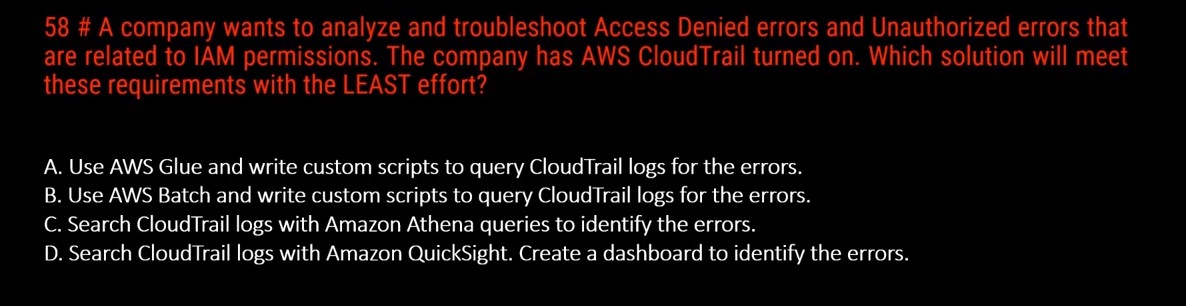 58 # A company wants to analyze and troubleshoot Access Denied errors and Unauthorized errors that
are related to IAM permissions. The company has AWS CloudTrail turned on. Which solution will meet
these requirements with the LEAST effort?
A. Use AWS Glue and write custom scripts to query CloudTrail logs for the errors.
B. Use AWS Batch and write custom scripts to query CloudTrail logs for the errors.
C. Search CloudTrail logs with Amazon Athena queries to identify the errors.
D. Search CloudTrail logs with Amazon QuickSight. Create a dashboard to identify the errors.